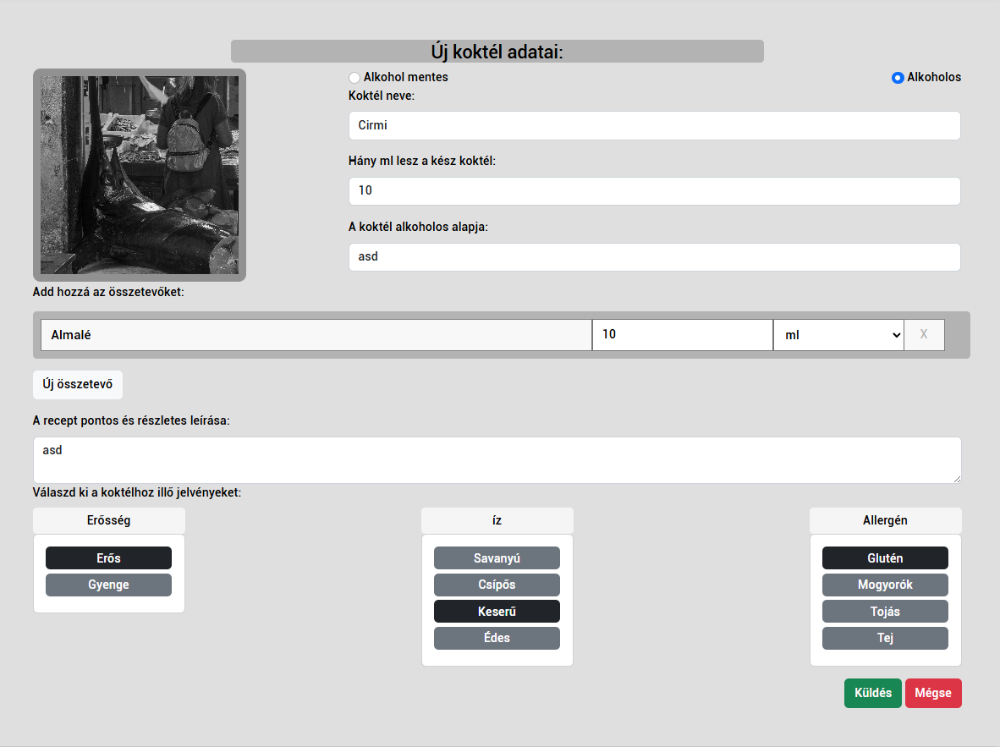 Új koktél adatai:
Alkohol mentes
Alkoholos
Koktél neve:
Cirmi
Hány ml lesz a kész koktél:
10
A koktél alkoholos alapja:
asd
Add hozzá az összetevőket:
Almalé 10 ml X
Új összetevő
A recept pontos és részletes leírása:
asd
Válaszd ki a koktélhoz illő jelvényeket:
Erősség
Erős
Gyenge
íz
Savanyú
Csípős
Keserű
Édes
Allergén
Glutén
Mogyorók
Tojás
Tej
Küldés
Mégse